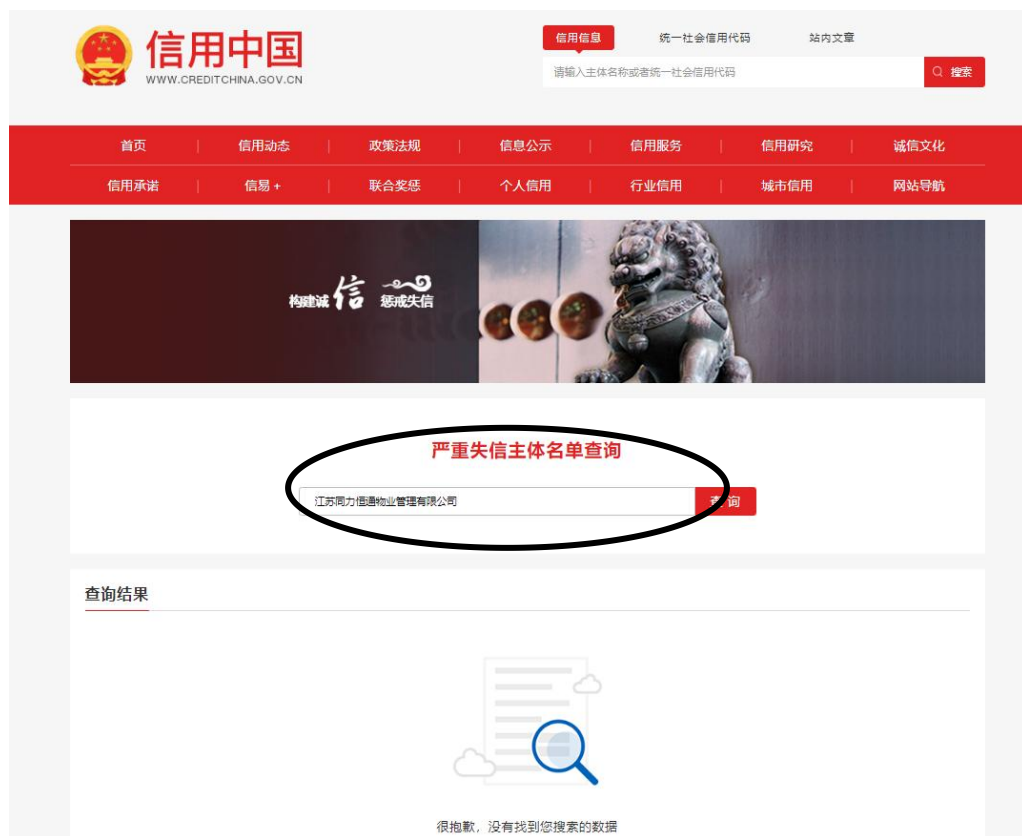 信用中国
WWW.CREDITCHINA.GOV.CN
信用信息 统一社会信用代码 站内文章
请输入主体名称或者统一社会信用代码 搜索
首页 | 信用动态 | 政策法规 | 信息公示 | 信用服务 | 信用研究 | 诚信文化
信用承诺 | 信易 + | 联合奖惩 | 个人信用 | 行业信用 | 城市信用 | 网站导航
构建诚信 惩戒失信
严重失信主体名单查询
江苏同力恒通物业管理有限公司 查询
查询结果
很抱歉，没有找到您搜索的数据